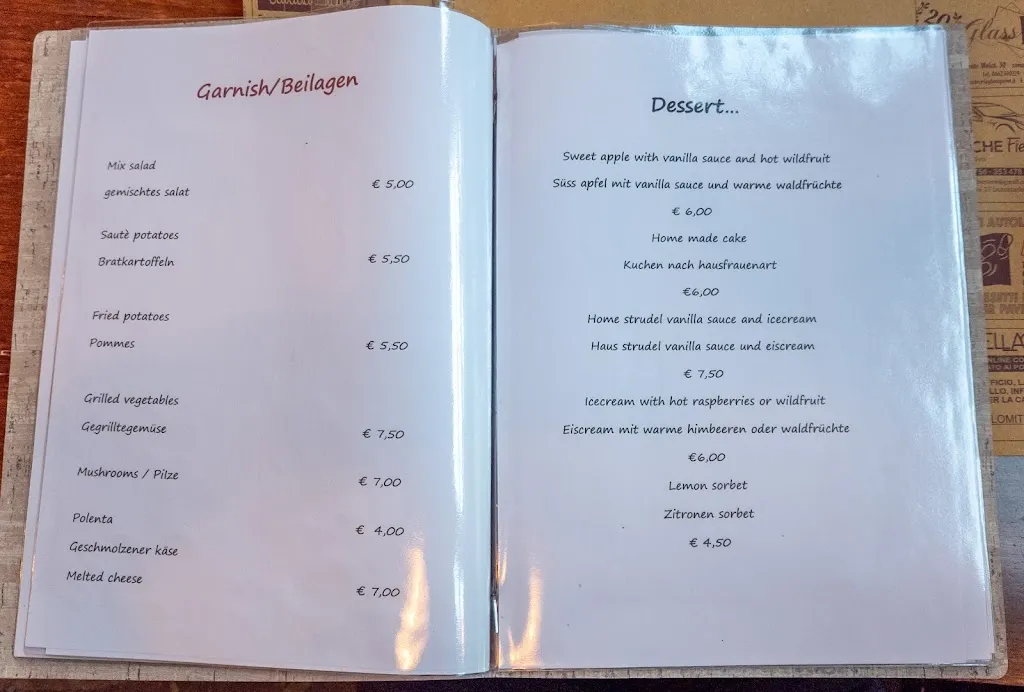 Garnish/Beilagen
Mix salad
gemischtes salat
€ 5,00
Sautè potatoes
Bratkartoffeln
€ 5,50
Fried potatoes
Pommes
€ 5,50
Grilled vegetables
Gegrilltegemüse
€ 7,50
Mushrooms / Pilze
€ 7,00
Polenta
€ 4,00
Geschmolzener käse
Melted cheese
€ 7,00
Dessert...
Sweet apple with vanilla sauce and hot wildfruit
Süss apfel mit vanilla sauce und warme waldfrüchte
€ 6,00
Home made cake
Kuchen nach hausfrauenart
€6,00
Home strudel vanilla sauce and icecream
Haus strudel vanilla sauce und eiscream
€ 7,50
Icecream with hot raspberries or wildfruit
Eiscream mit warme himbeeren oder waldfrüchte
€6,00
Lemon sorbet
Zitronen sorbet
€ 4,50
20
Glass